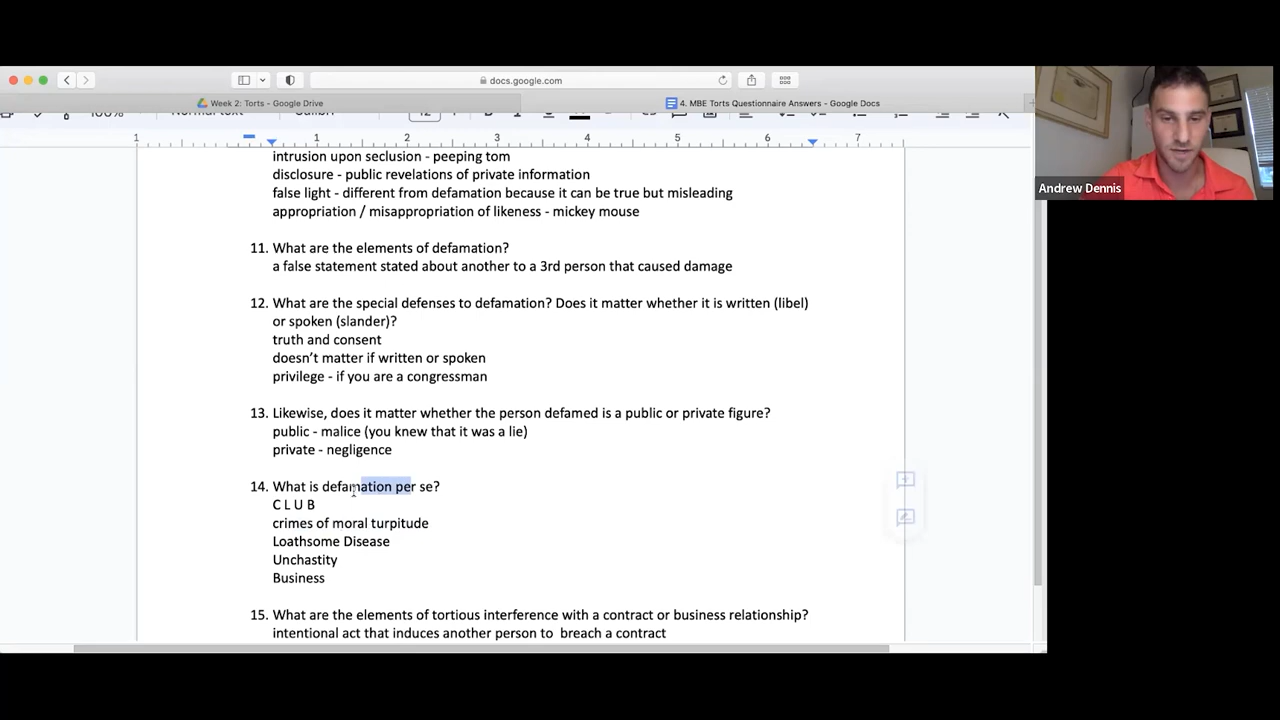 docs.google.com
Week 2: Torts - Google Drive
4. MBE Torts Questionnaire Answers - Google Docs
1 1 2 3 4 5 6 7
intrusion upon seclusion - peeping tom
disclosure - public revelations of private information
false light - different from defamation because it can be true but misleading
appropriation / misappropriation of likeness - mickey mouse
11. What are the elements of defamation?
a false statement stated about another to a 3rd person that caused damage
12. What are the special defenses to defamation? Does it matter whether it is written (libel)
or spoken (slander)?
truth and consent
doesn't matter if written or spoken
privilege - if you are a congressman
13. Likewise, does it matter whether the person defamed is a public or private figure?
public - malice (you knew that it was a lie)
private - negligence
14. What is defamation per se?
C L U B
crimes of moral turpitude
Loathsome Disease
Unchastity
Business
15. What are the elements of tortious interference with a contract or business relationship?
intentional act that induces another person to breach a contract
Andrew Dennis